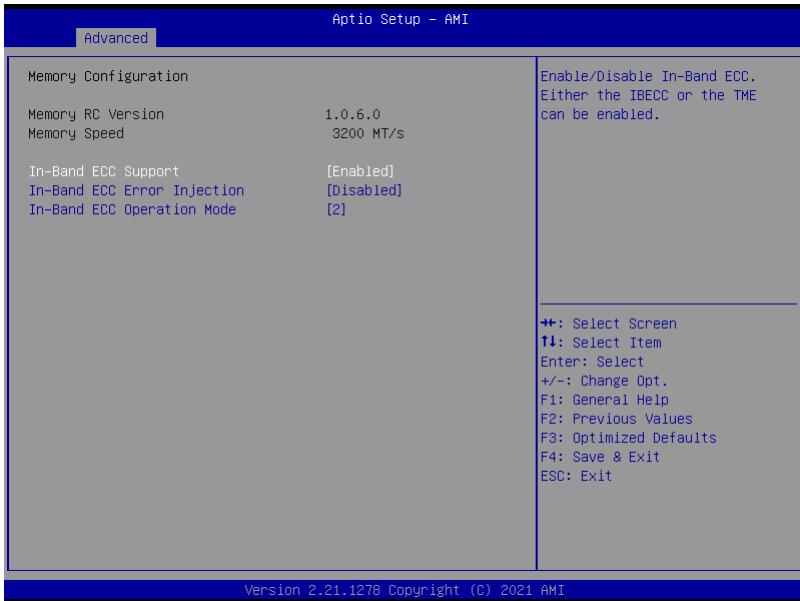 Aptio Setup – AMI
Advanced
Memory Configuration
Memory RC Version 1.0.6.0
Memory Speed 3200 MT/s
In-Band ECC Support [Enabled]
In-Band ECC Error Injection [Disabled]
In-Band ECC Operation Mode [2]
Enable/Disable In-Band ECC.
Either the IBECC or the TME
can be enabled.
→←: Select Screen
↑↓: Select Item
Enter: Select
+/-: Change Opt.
F1: General Help
F2: Previous Values
F3: Optimized Defaults
F4: Save & Exit
ESC: Exit
Version 2.21.1278 Copyright (C) 2021 AMI